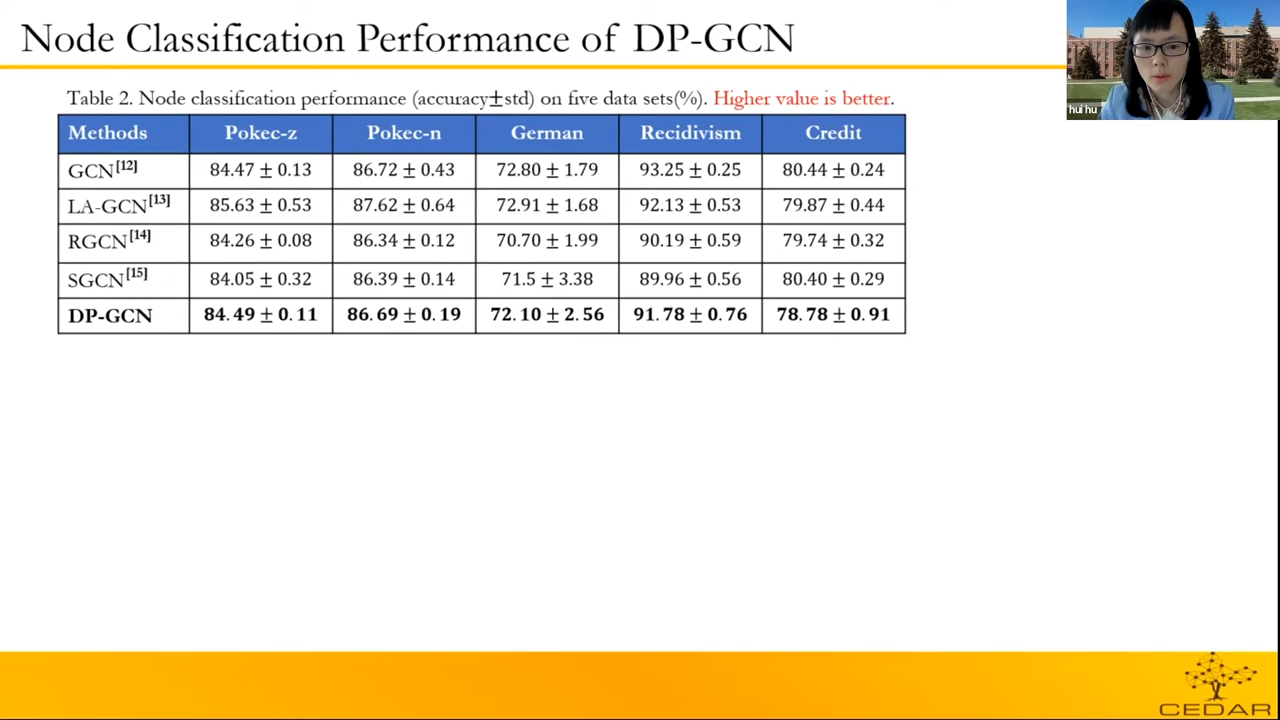 Node Classification Performance of DP-GCN
hui hu
Table 2. Node classification performance (accuracy±std) on five data sets(%). Higher value is better.
Methods Pokec-z Pokec-n German Recidivism Credit
GCN[12] 84.47 ± 0.13 86.72 ± 0.43 72.80 ± 1.79 93.25 ± 0.25 80.44 ± 0.24
LA-GCN[13] 85.63 ± 0.53 87.62 ± 0.64 72.91 ± 1.68 92.13 ± 0.53 79.87 ± 0.44
RGCN[14] 84.26 ± 0.08 86.34 ± 0.12 70.70 ± 1.99 90.19 ± 0.59 79.74 ± 0.32
SGCN[15] 84.05 ± 0.32 86.39 ± 0.14 71.5 ± 3.38 89.96 ± 0.56 80.40 ± 0.29
DP-GCN 84.49 ± 0.11 86.69 ± 0.19 72.10 ± 2.56 91.78 ± 0.76 78.78 ± 0.91
CEDAR